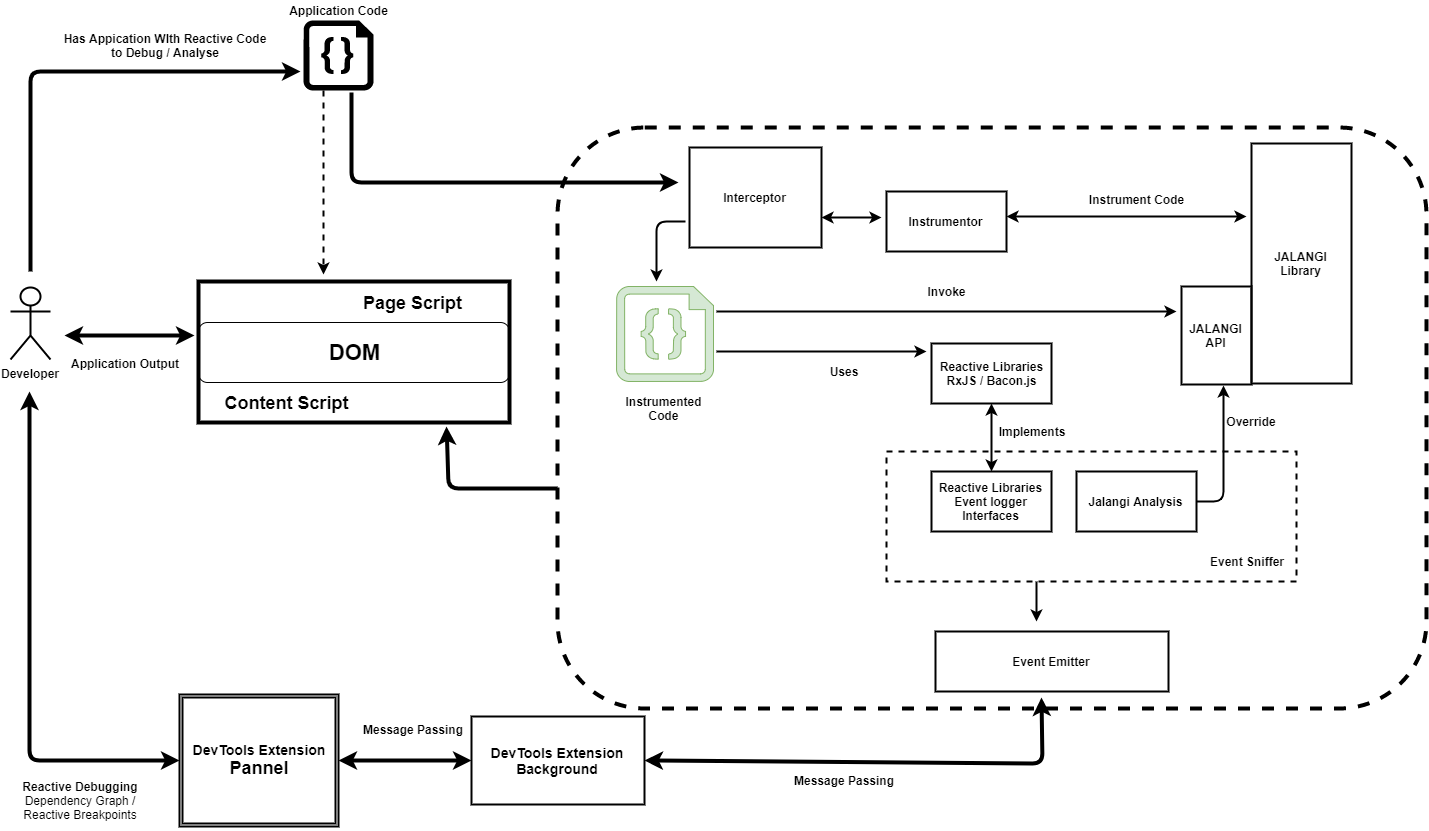 Application Code
Has Appication WIth Reactive Code
to Debug / Analyse
{}
Interceptor
Instrumentor
Instrument Code
JALANGI
Library
Page Script
DOM
Content Script
Developer
Application Output
{}
Instrumented
Code
Invoke
JALANGI
API
Uses
Reactive Libraries
RxJS / Bacon.js
Implements
Override
Reactive Libraries
Event logger
Interfaces
Jalangi Analysis
Event Sniffer
Event Emitter
DevTools Extension
Pannel
Message Passing
DevTools Extension
Background
Message Passing
Reactive Debugging
Dependency Graph /
Reactive Breakpoints